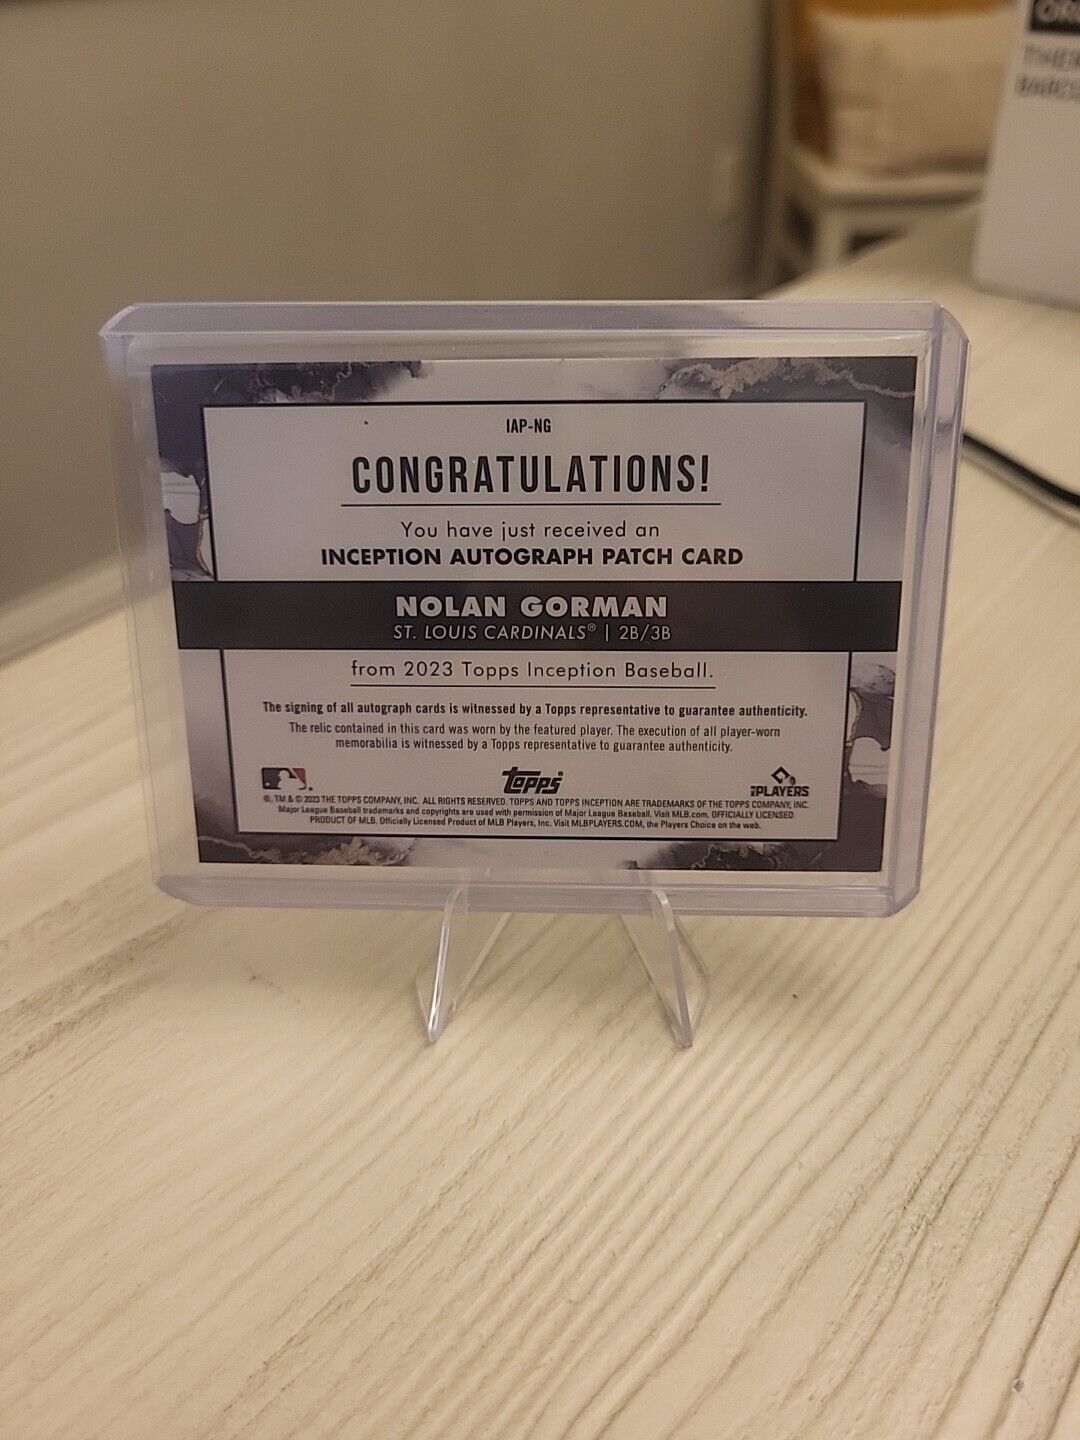 IAP-NG
CONGRATULATIONS!
You have just received an
INCEPTION AUTOGRAPH PATCH CARD
NOLAN GORMAN
ST. LOUIS CARDINALS® | 2B/3B
from 2023 Topps Inception Baseball.
The signing of all autograph cards is witnessed by a Topps representative to guarantee authenticity.
The relic contained in this card was worn by the featured player. The execution of all player-worn
memorabilia is witnessed by a Topps representative to guarantee authenticity.
topps
PLAYERS
®, TM & © 2023 THE TOPPS COMPANY, INC. ALL RIGHTS RESERVED. TOPPS AND TOPPS INCEPTION ARE TRADEMARKS OF THE TOPPS COMPANY, INC.
Major League Baseball trademarks and copyrights are used with permission of Major League Baseball. Visit MLB.com. OFFICIALLY LICENSED
PRODUCT OF MLB. Officially Licensed Product of MLB Players, Inc. Visit MLBPLAYERS.COM, the Players Choice on the web.